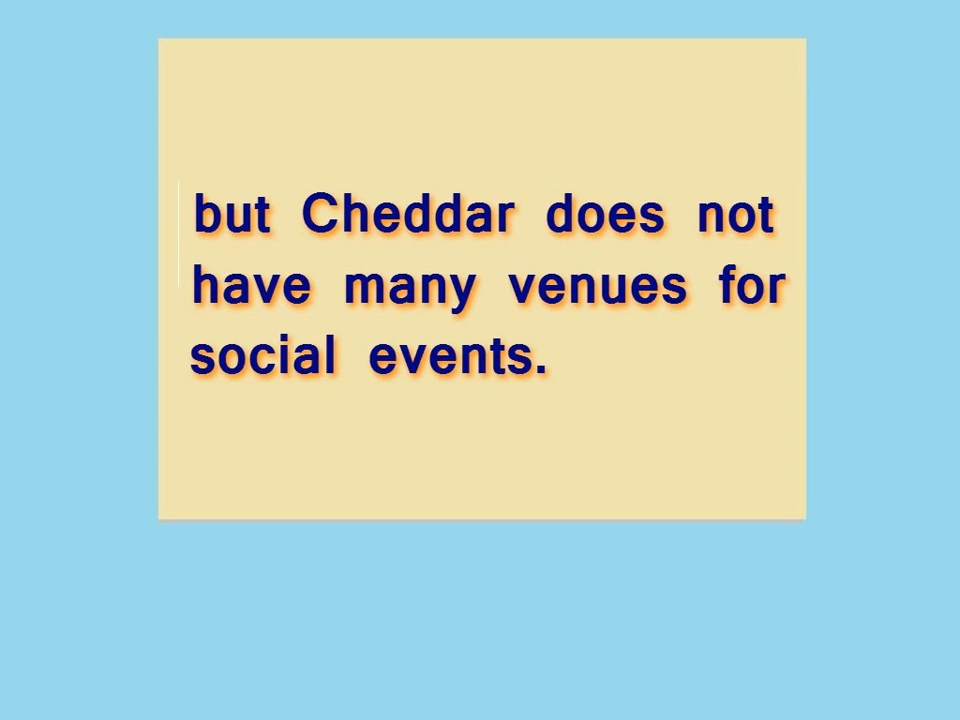 but Cheddar does not
have many venues for
social events.